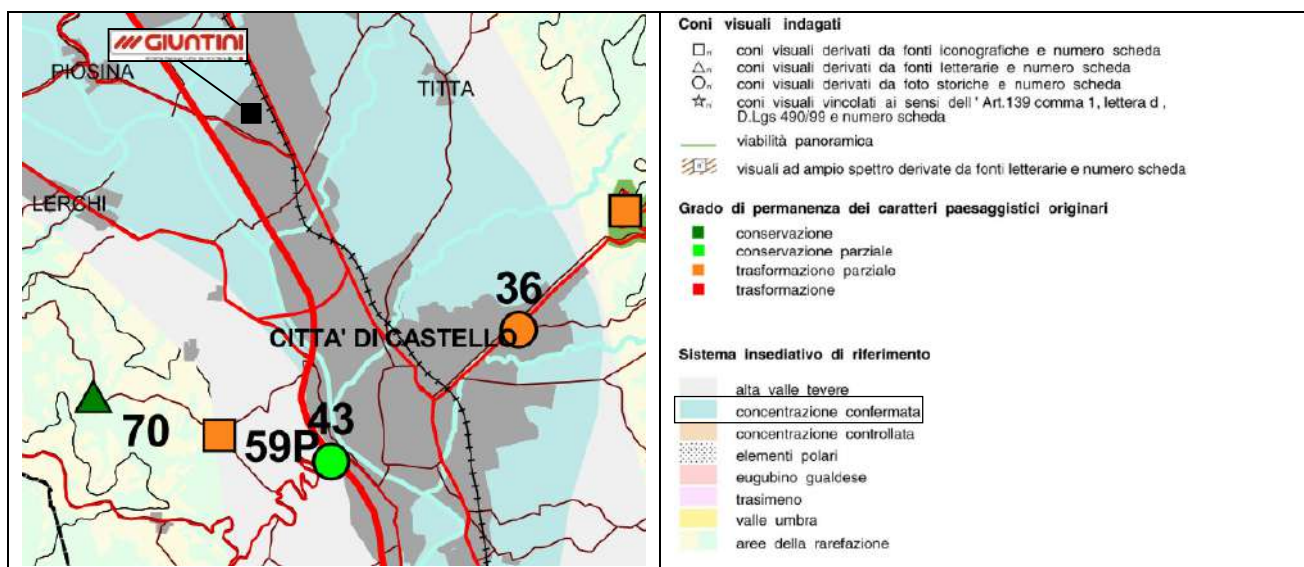 GIUNTINI
PIOSINA
TITTA
LERCHI
36
CITTA' DI CASTELLO
43
70
59P
Coni visuali indagati
n coni visuali derivati da fonti iconografiche e numero scheda
n coni visuali derivati da fonti letterarie e numero scheda
n coni visuali derivati da foto storiche e numero scheda
n coni visuali vincolati ai sensi dell ' Art.139 comma 1, lettera d ,
D.Lgs 490/99 e numero scheda
viabilità panoramica
visuali ad ampio spettro derivate da fonti letterarie e numero scheda
Grado di permanenza dei caratteri paesaggistici originari
conservazione
conservazione parziale
trasformazione parziale
trasformazione
Sistema insediativo di riferimento
alta valle tevere
concentrazione confermata
concentrazione controllata
elementi polari
eugubino gualdese
trasimeno
valle umbra
aree della rarefazione